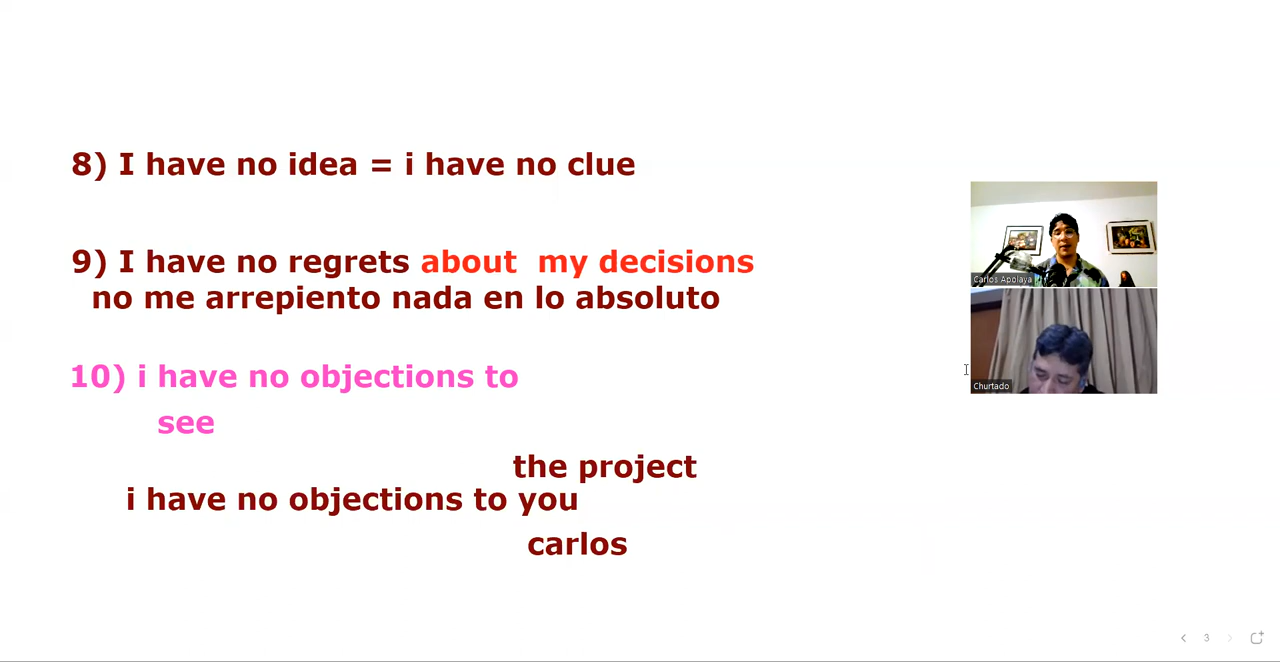 8) I have no idea = i have no clue
9) I have no regrets about my decisions
no me arrepiento nada en lo absoluto
10) i have no objections to
see
the project
i have no objections to you
carlos
Carlos Apolaya
Churtado
3